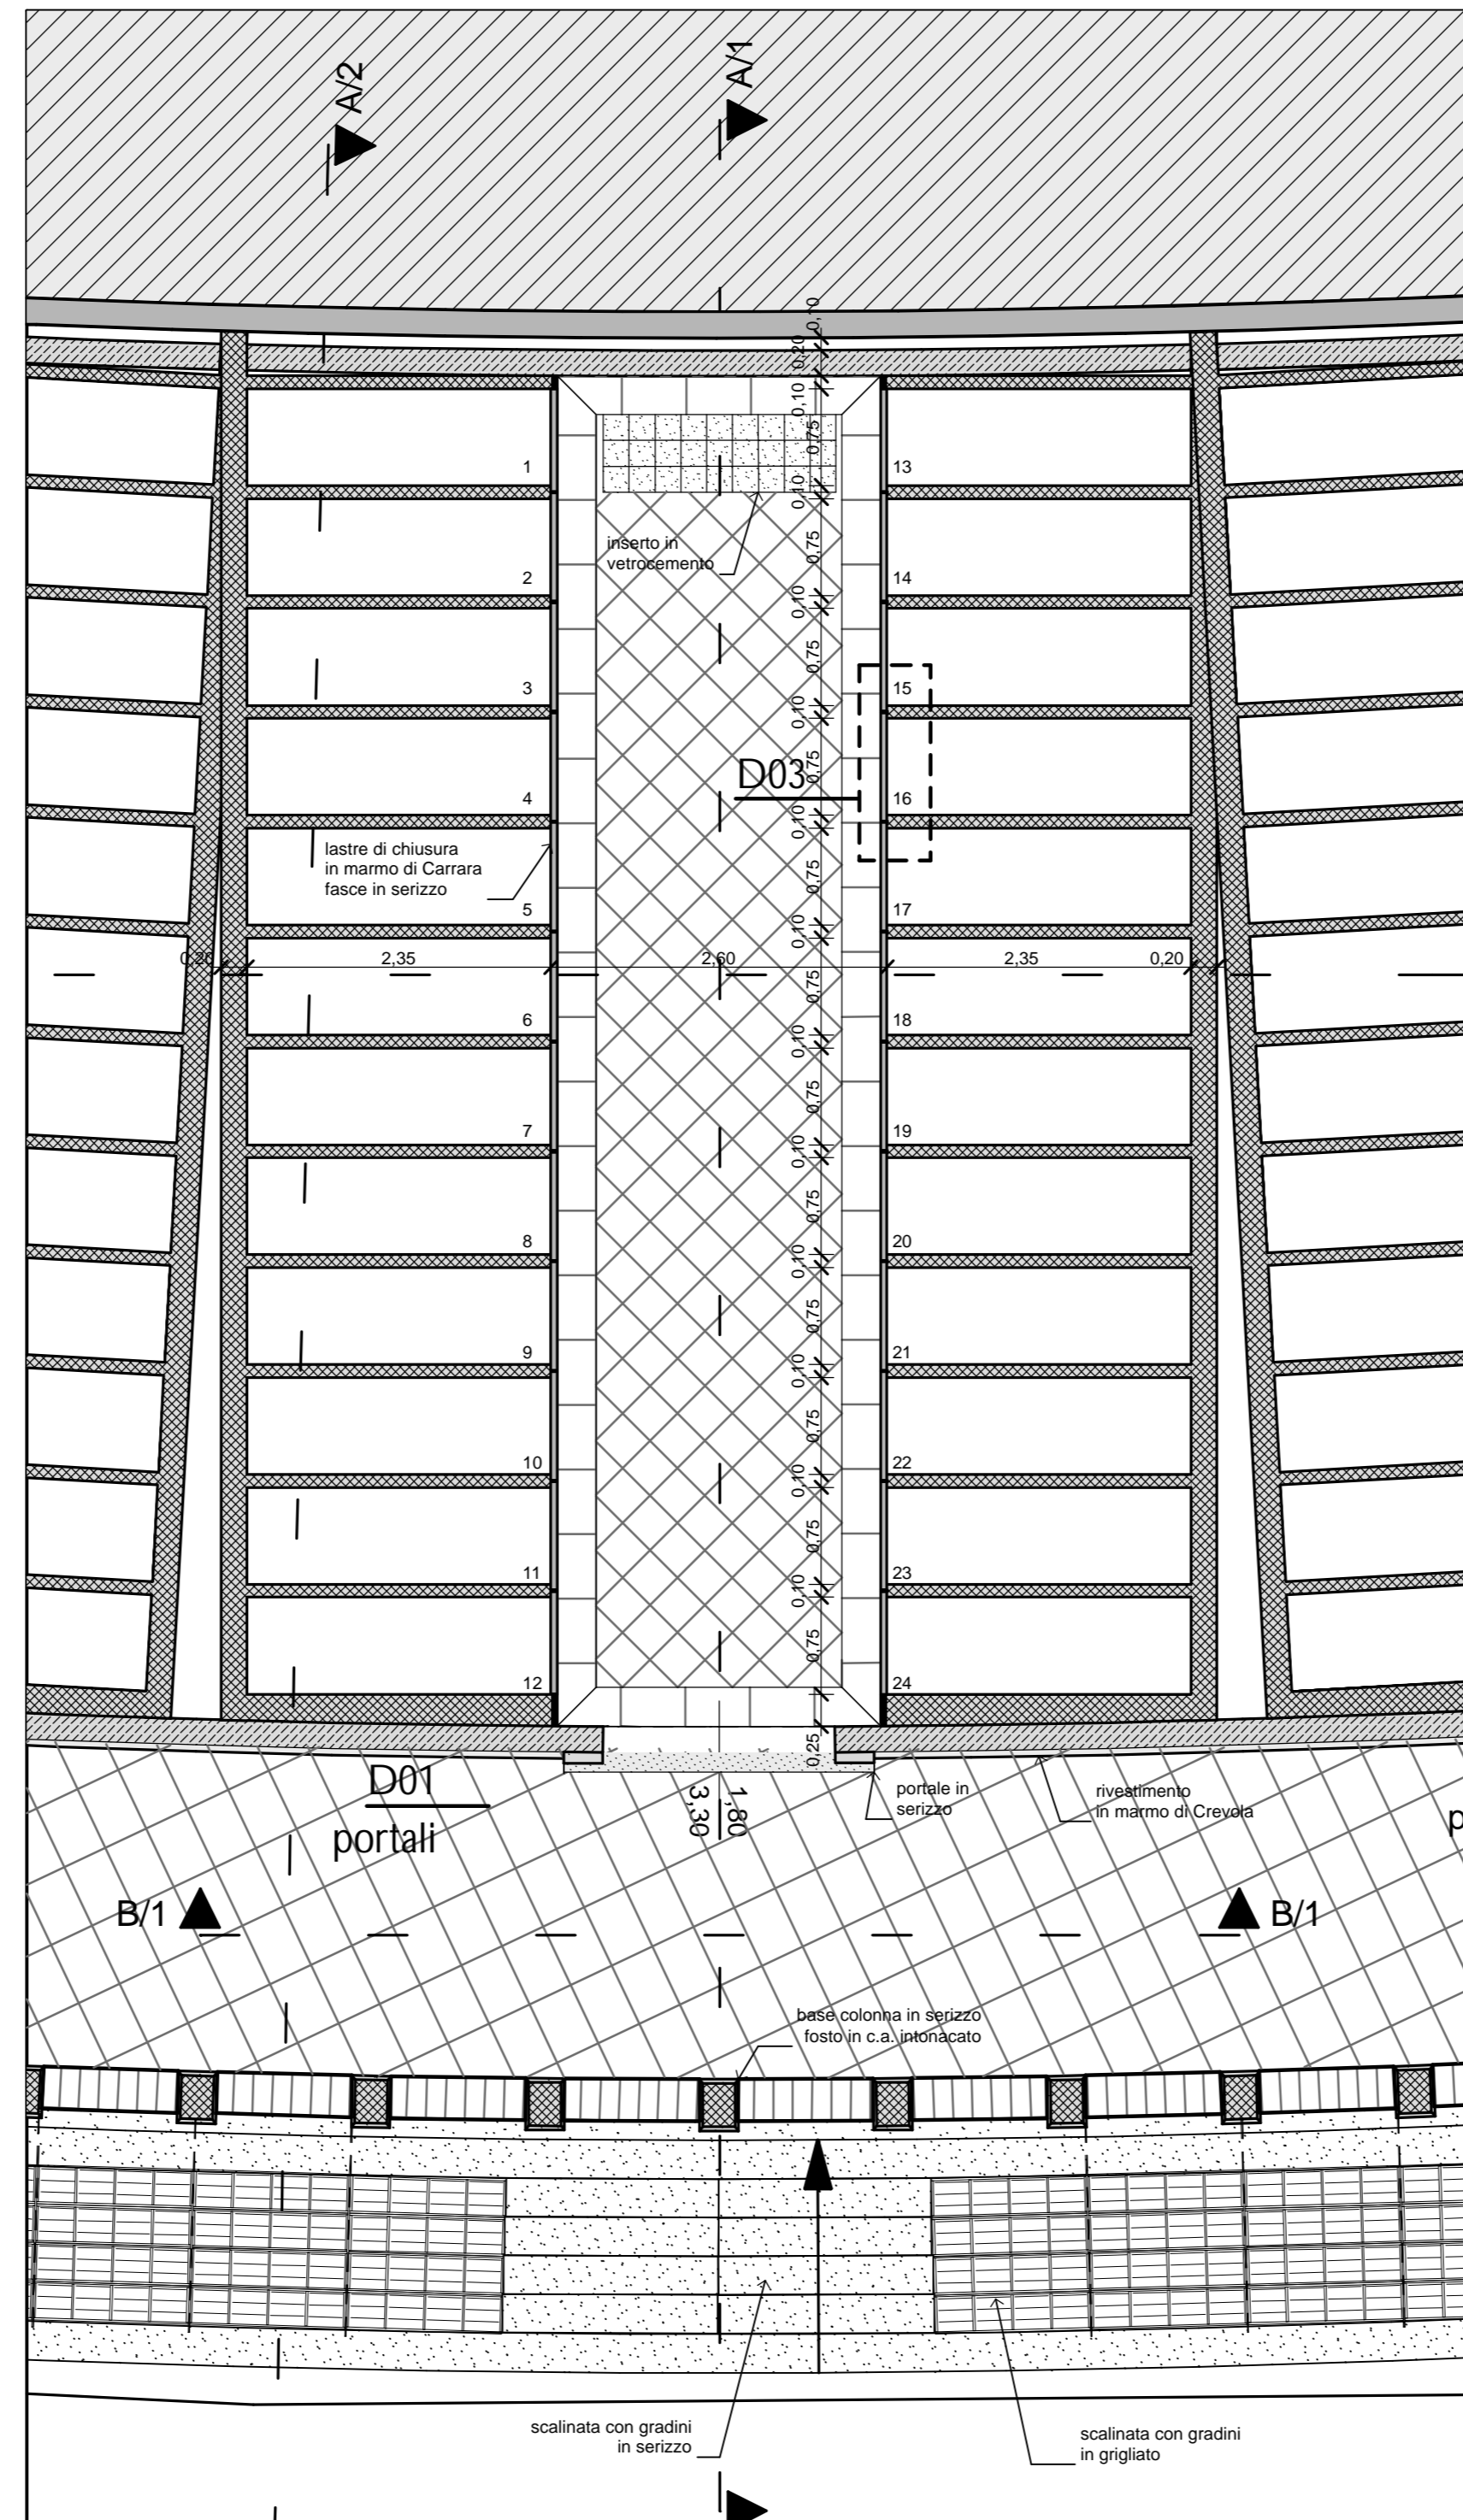 A/2
A/1
0,10
0,20
0,10
0,75
1
13
0,10
inserto in
vetrocemento
0,75
2
14
0,10
0,75
3
15
0,10
D03
0,75
4
16
0,10
lastre di chiusura
in marmo di Carrara
fasce in serizzo
0,75
5
17
0,10
0,20
2,35
2,60
2,35
0,20
0,75
6
18
0,10
0,75
7
19
0,10
0,75
8
20
0,10
0,75
9
21
0,10
0,75
10
22
0,10
0,75
11
23
0,10
0,75
12
24
0,25
D01
portali
1,80
3,30
portale in
serizzo
rivestimento
in marmo di Crevola
p
B/1
B/1
base colonna in serizzo
fosto in c.a. intonacato
scalinata con gradini
in serizzo
scalinata con gradini
in grigliato